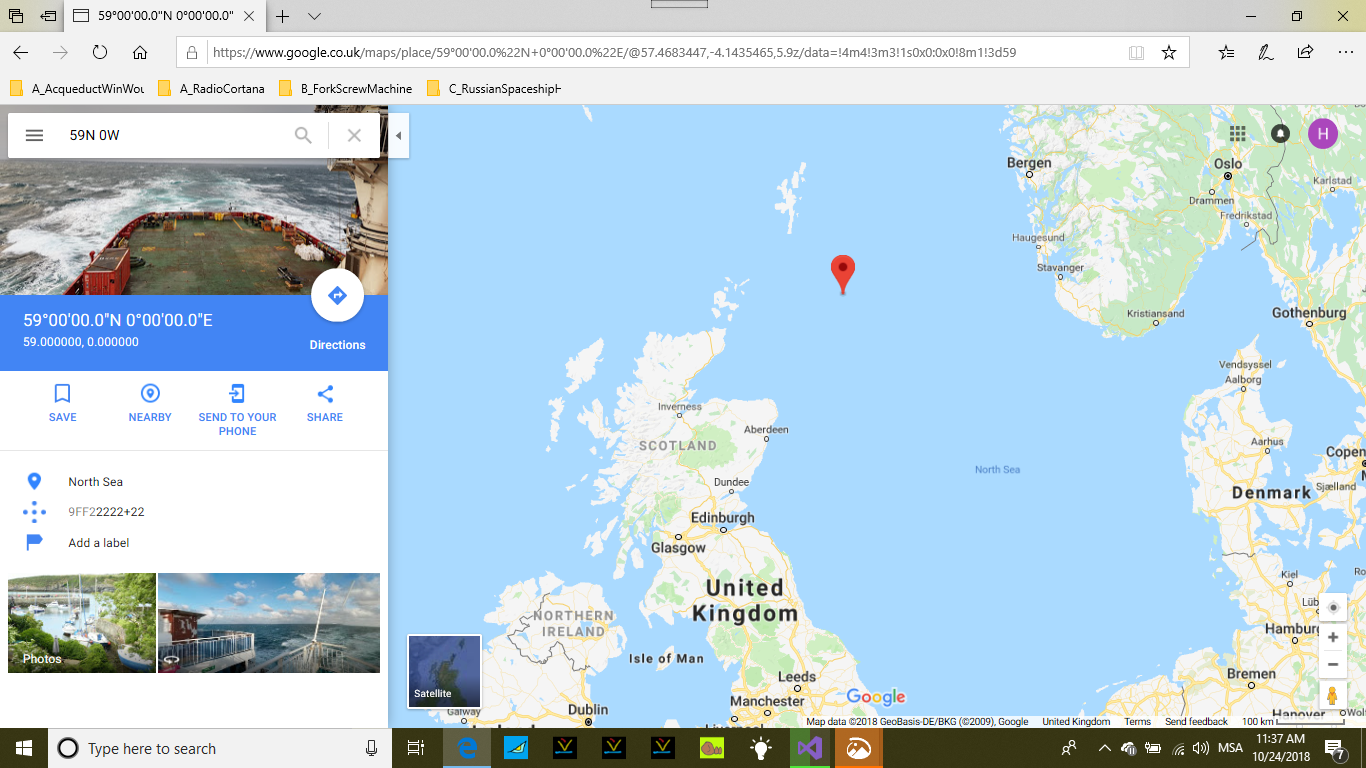 59°00'00.0"N 0°00'00.0"
https://www.google.co.uk/maps/place/59°00'00.0%22N+0°00'00.0%22E/@57.4683447,-4.1435465,5.9z/data=!4m4!3m3!1s0x0:0x0!8m1!3d59
A_AcqueductWinWou A_RadioCortana B_ForkScrewMachine C_RussianSpaceshipH
59N 0W
59°00'00.0"N 0°00'00.0"E
59.000000, 0.000000
Directions
SAVE
NEARBY
SEND TO YOUR
PHONE
SHARE
North Sea
9FF22222+22
Add a label
Photos
H
Bergen
Oslo
Karlstad
Drammen
Fredrikstad
Haugesund
Stavanger
Kristiansand
Gothenburg
Vendsyssel
Aalborg
Inverness
Aberdeen
SCOTLAND
Aarhus
Copen
North Sea
Dundee
Sjælland
Denmark
Edinburgh
Glasgow
Kiel
United
Kingdom
Lüb
NORTHERN
IRELAND
Hamburg
Isle of Man
Leeds
Bremen
Satellite
Google
Manchester
Galway
Dublin
Hanover
Wol
Map data ©2018 GeoBasis-DE/BKG (©2009), Google United Kingdom Terms Send feedback 100 km
Type here to search
MSA
11:37 AM
10/24/2018
7